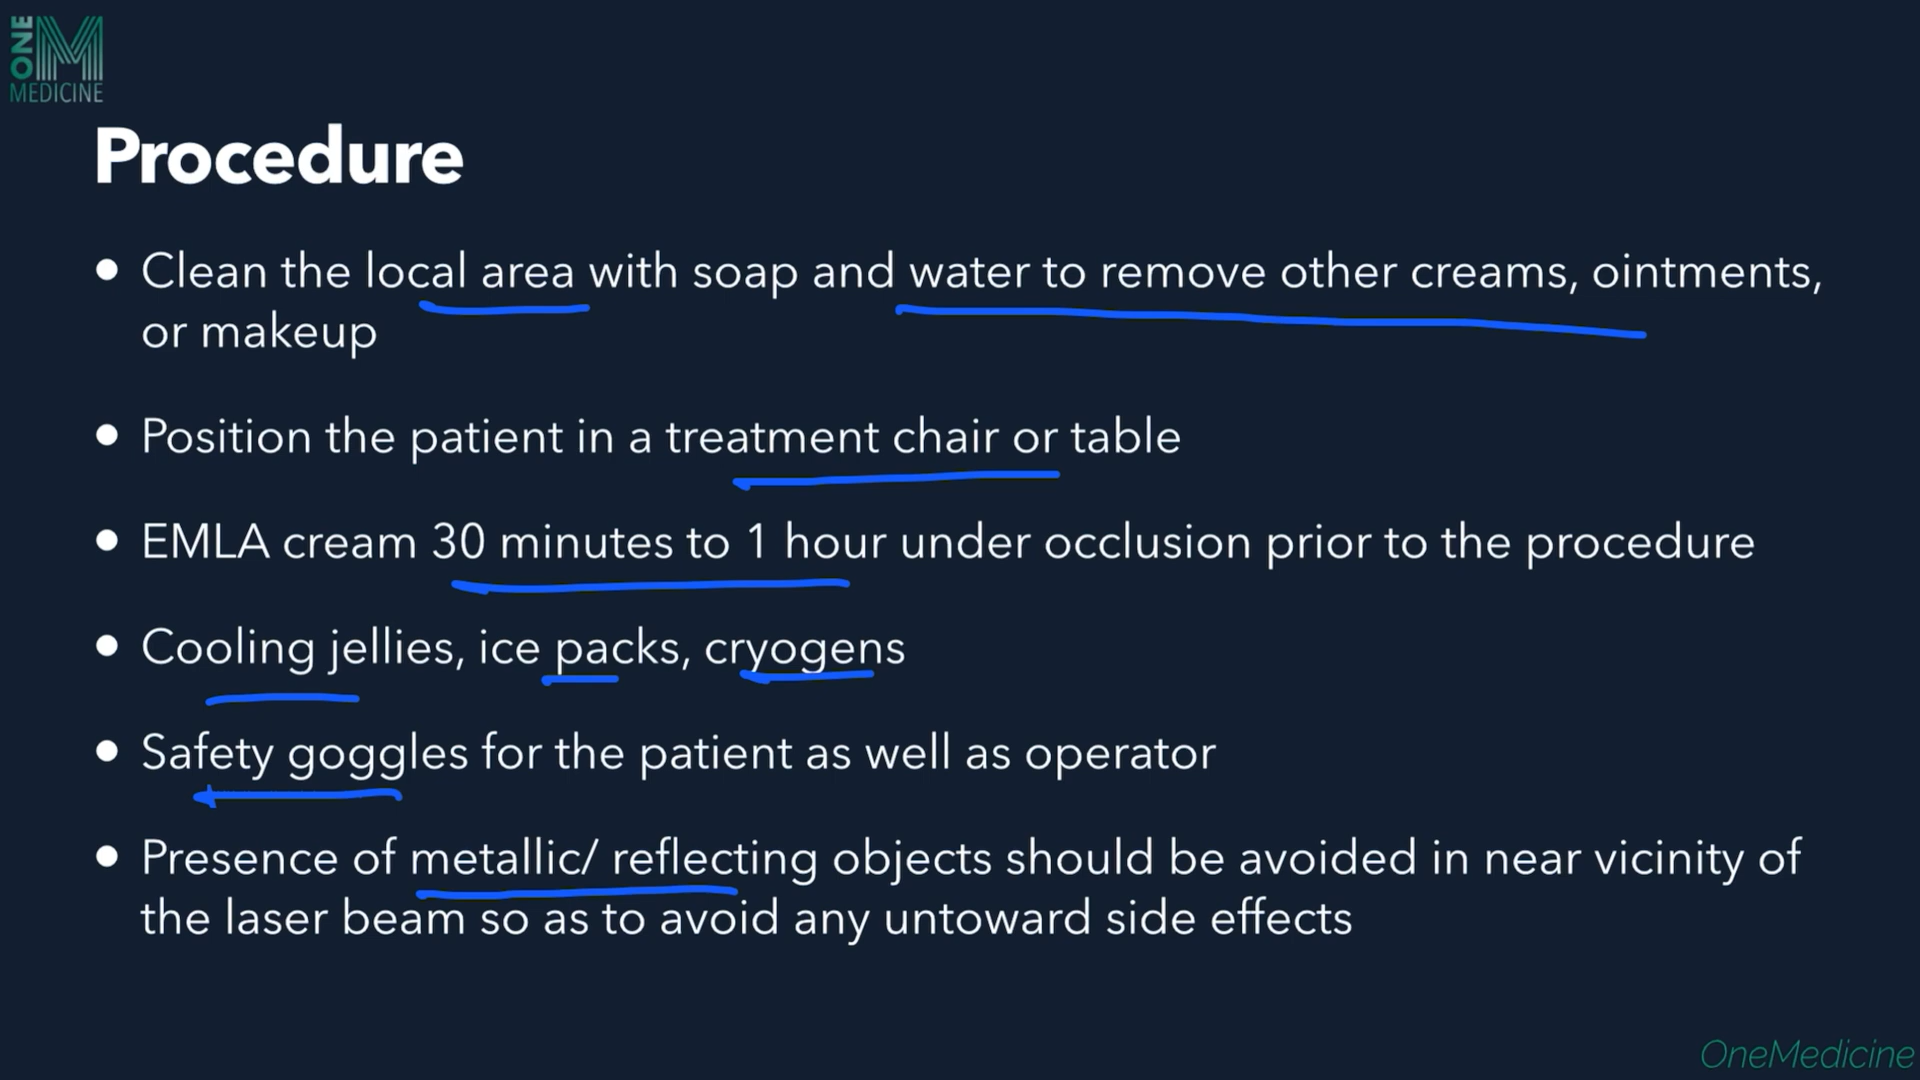 ONE
MEDICINE
Procedure
• Clean the local area with soap and water to remove other creams, ointments,
or makeup
• Position the patient in a treatment chair or table
• EMLA cream 30 minutes to 1 hour under occlusion prior to the procedure
• Cooling jellies, ice packs, cryogens
• Safety goggles for the patient as well as operator
• Presence of metallic/ reflecting objects should be avoided in near vicinity of
the laser beam so as to avoid any untoward side effects
OneMedicine